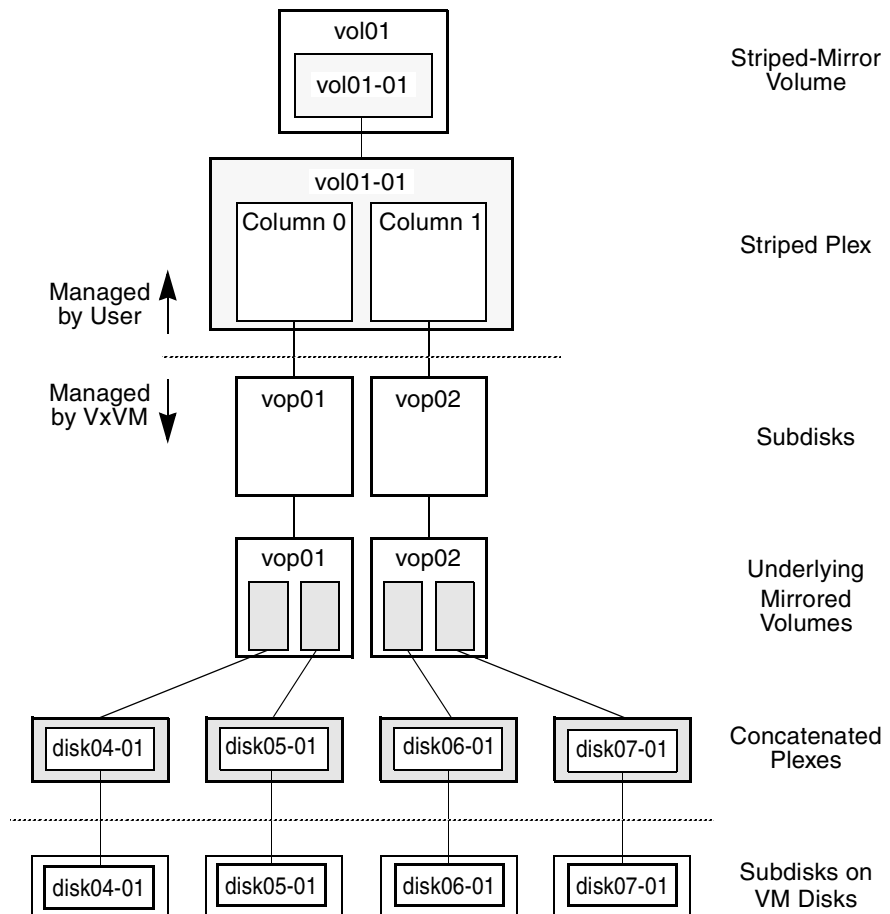 vol01
vol01-01
Striped-Mirror
Volume
vol01-01
Column 0
Column 1
Striped Plex
Managed
by User
Managed
by VxVM
vop01
vop02
Subdisks
vop01
vop02
Underlying
Mirrored
Volumes
disk04-01
disk05-01
disk06-01
disk07-01
Concatenated
Plexes
disk04-01
disk05-01
disk06-01
disk07-01
Subdisks on
VM Disks